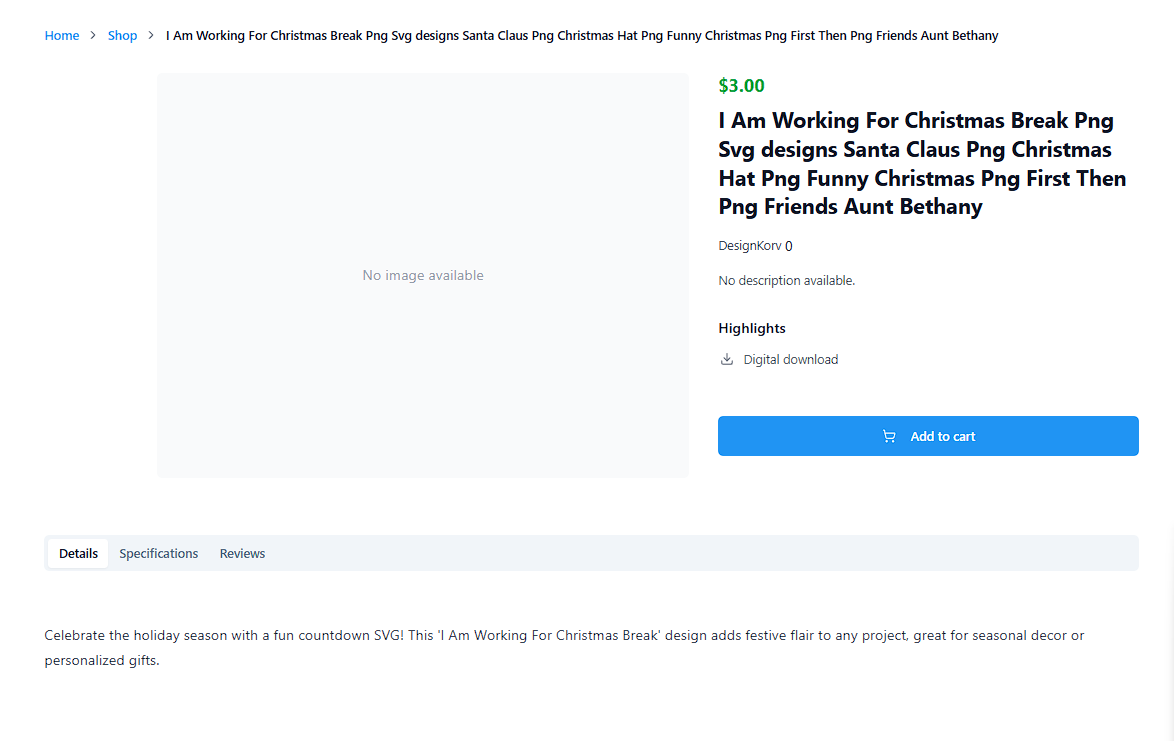 Home > Shop > I Am Working For Christmas Break Png Svg designs Santa Claus Png Christmas Hat Png Funny Christmas Png First Then Png Friends Aunt Bethany
No image available
$3.00
I Am Working For Christmas Break Png
Svg designs Santa Claus Png Christmas
Hat Png Funny Christmas Png First Then
Png Friends Aunt Bethany
DesignKorv 0
No description available.
Highlights
Digital download
Add to cart
Details Specifications Reviews
Celebrate the holiday season with a fun countdown SVG! This 'I Am Working For Christmas Break' design adds festive flair to any project, great for seasonal decor or
personalized gifts.